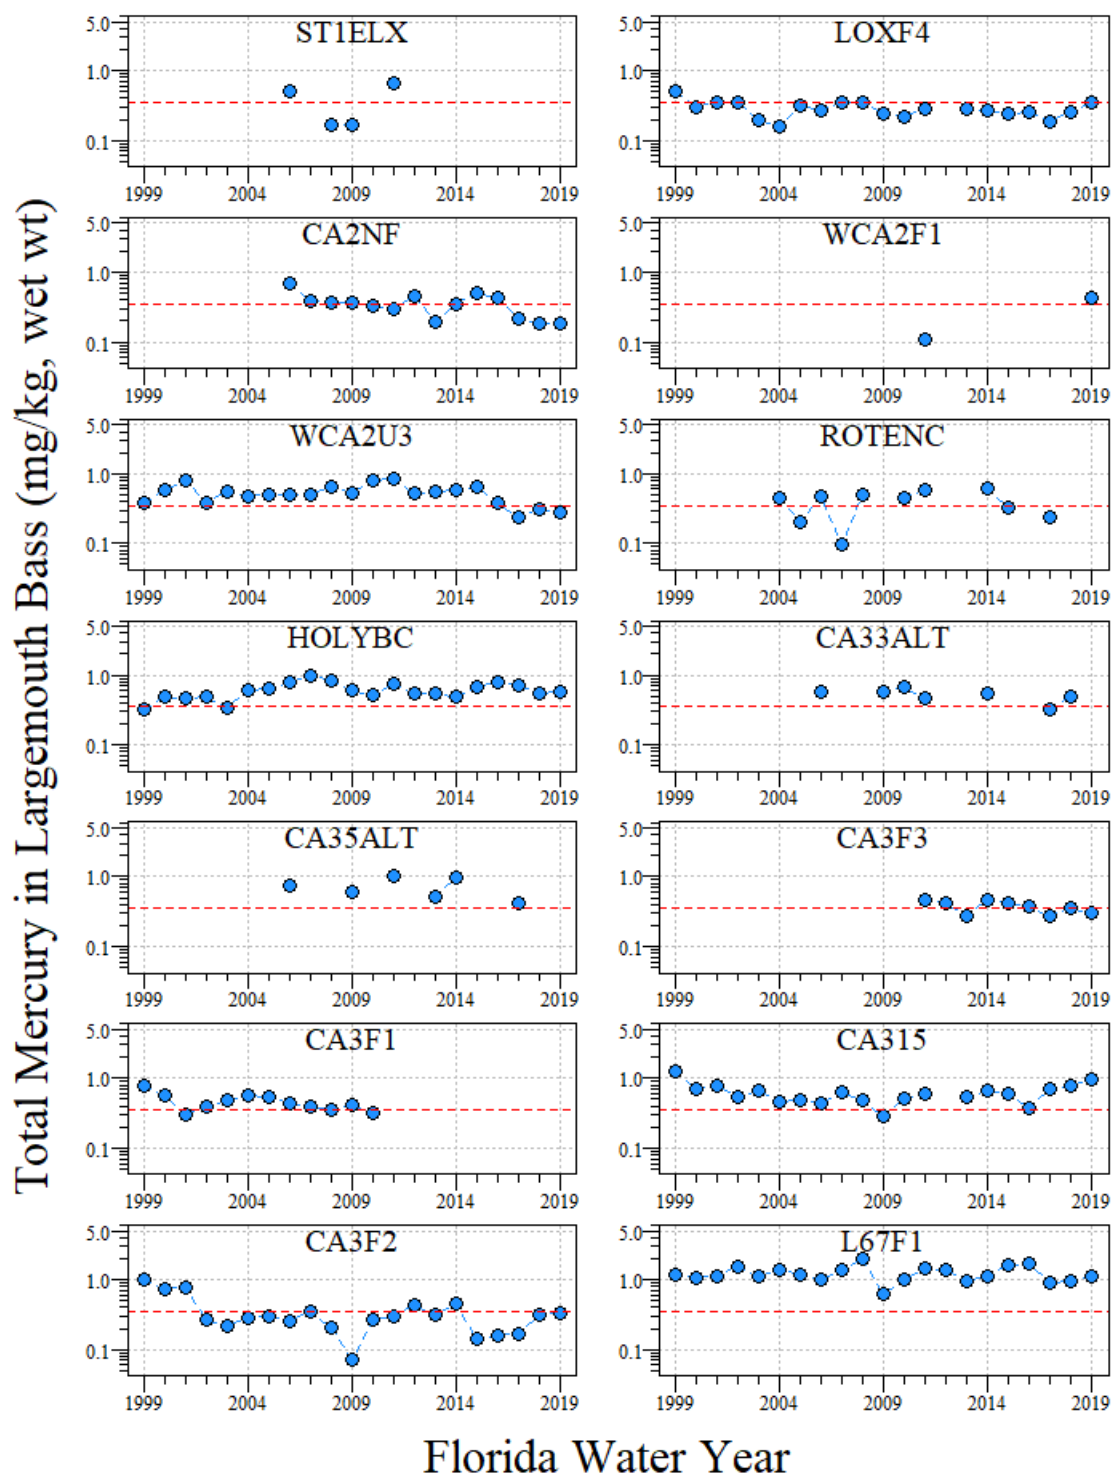 Total Mercury in Largemouth Bass (mg/kg, wet wt)
ST1ELX
5.0
1.0
0.1
1999 2004 2009 2014 2019
LOXF4
5.0
1.0
0.1
1999 2004 2009 2014 2019
CA2NF
5.0
1.0
0.1
1999 2004 2009 2014 2019
WCA2F1
5.0
1.0
0.1
1999 2004 2009 2014 2019
WCA2U3
5.0
1.0
0.1
1999 2004 2009 2014 2019
ROTENC
5.0
1.0
0.1
1999 2004 2009 2014 2019
HOLYBC
5.0
1.0
0.1
1999 2004 2009 2014 2019
CA33ALT
5.0
1.0
0.1
1999 2004 2009 2014 2019
CA35ALT
5.0
1.0
0.1
1999 2004 2009 2014 2019
CA3F3
5.0
1.0
0.1
1999 2004 2009 2014 2019
CA3F1
5.0
1.0
0.1
1999 2004 2009 2014 2019
CA315
5.0
1.0
0.1
1999 2004 2009 2014 2019
CA3F2
5.0
1.0
0.1
1999 2004 2009 2014 2019
L67F1
5.0
1.0
0.1
1999 2004 2009 2014 2019
Florida Water Year